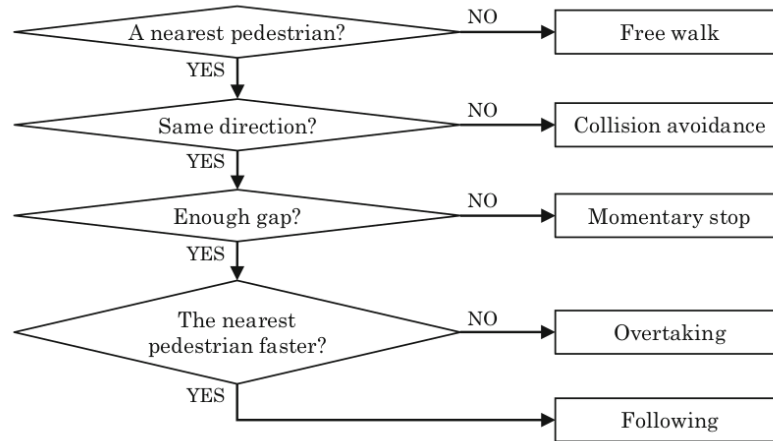 A nearest pedestrian?
NO
Free walk
YES
Same direction?
NO
Collision avoidance
YES
Enough gap?
NO
Momentary stop
YES
The nearest
pedestrian faster?
NO
Overtaking
YES
Following